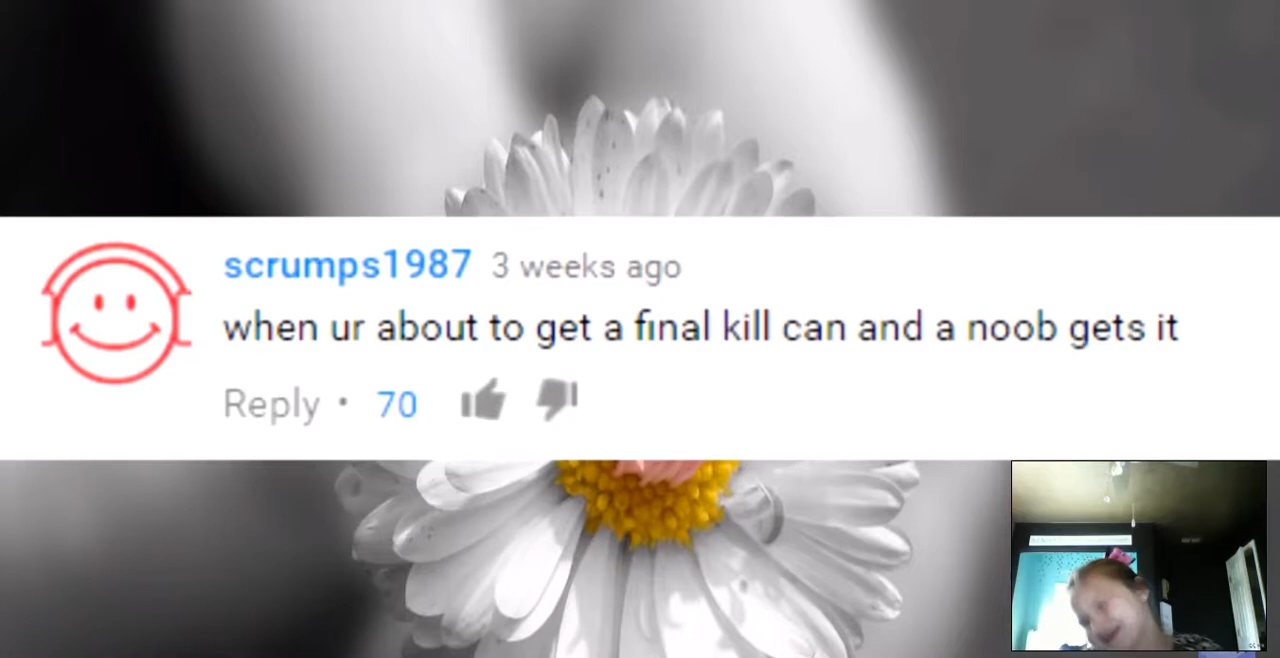 scrumps1987 3 weeks ago
when ur about to get a final kill can and a noob gets it
Reply • 70